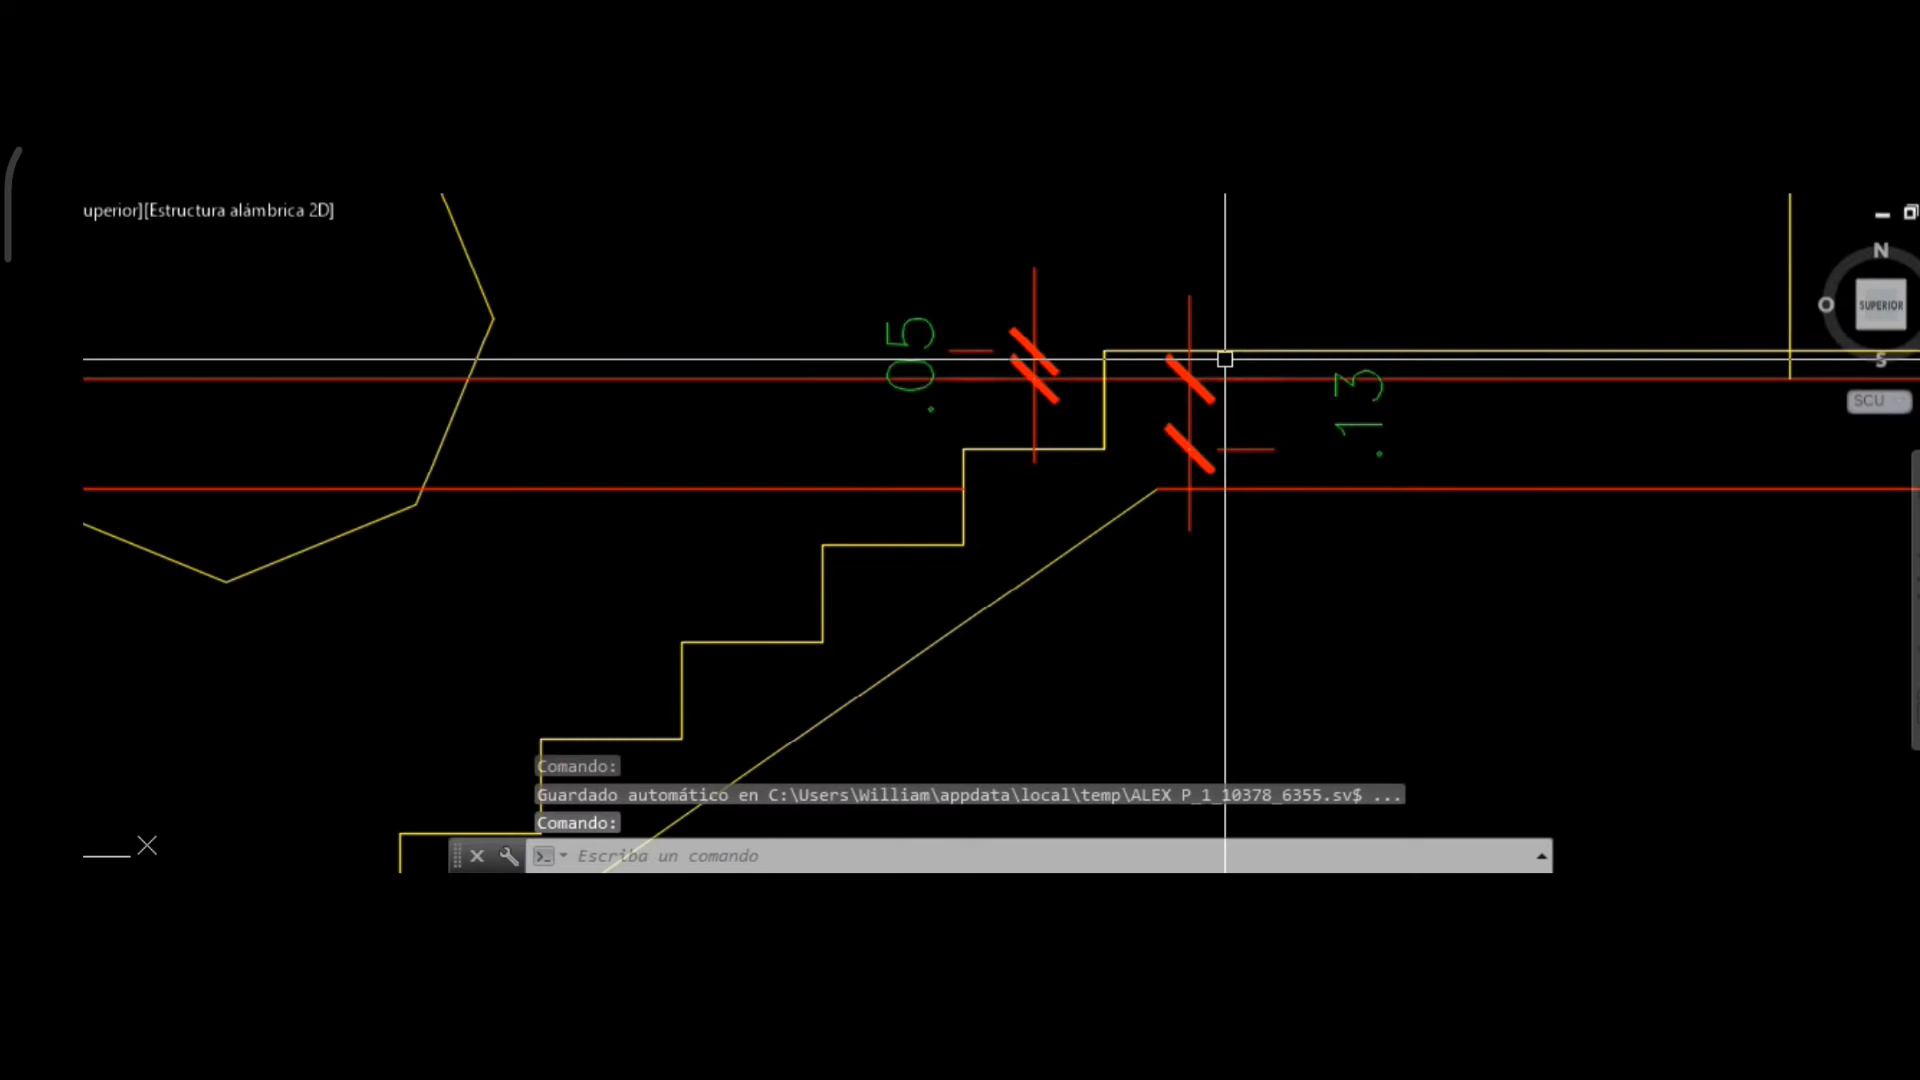 uperior][Estructura alámbrica 2D]
N
O
SUPERIOR
S
SCU
.05
.13
Comando:
Guardado automático en C:\Users\William\appdata\local\temp\ALEX P_1_10378_6355.sv$ ...
Comando:
Escriba un comando